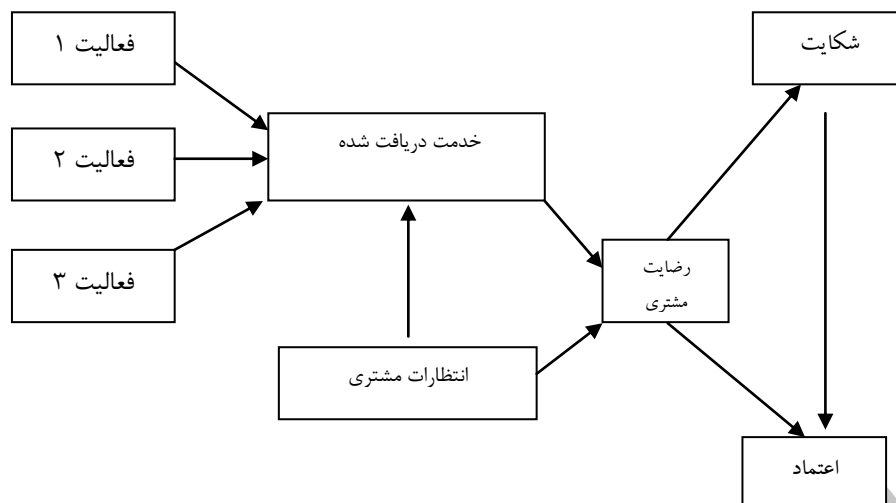 فعالیت ۱
شکایت
خدمت دریافت شده
فعالیت ۲
رضایت
مشتری
فعالیت ۳
انتظارات مشتری
اعتماد